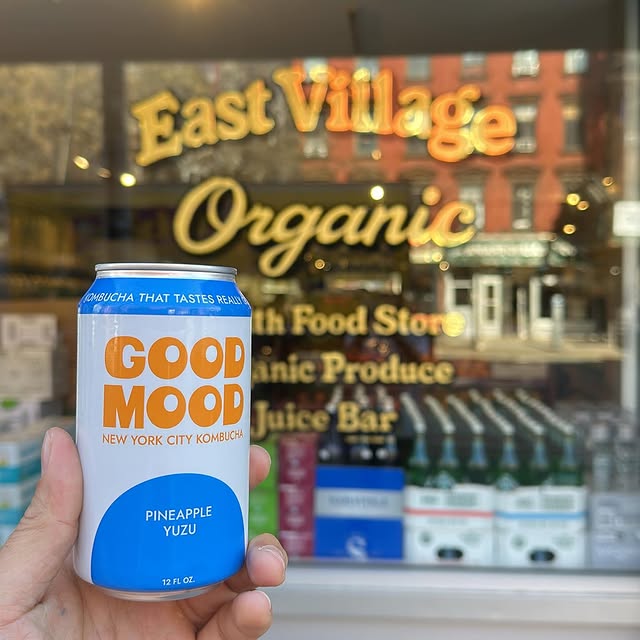 East Village
Organic
th Food Store
anic Produce
Juice Bar
KOMBUCHA THAT TASTES REALLY
GOOD
MOOD
NEW YORK CITY KOMBUCHA
PINEAPPLE
YUZU
12 FL OZ.